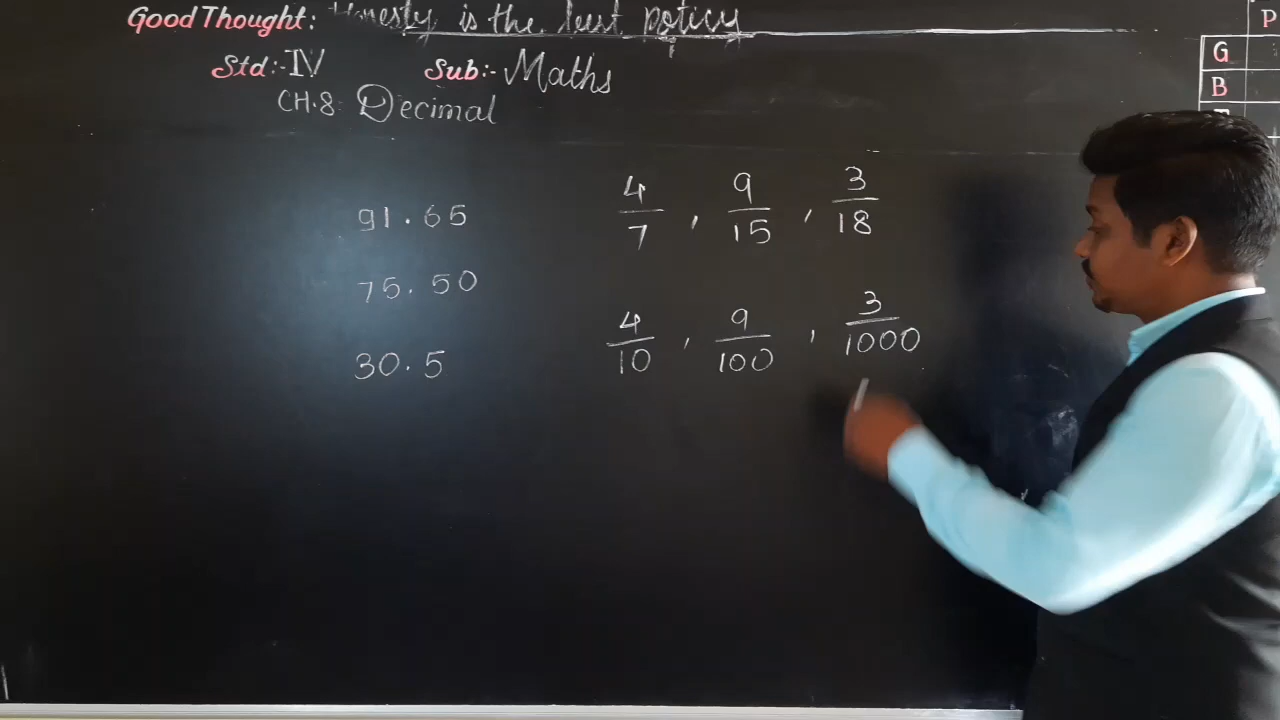 Good Thought: Honesty is the best policy
Std:-IV Sub:- Maths
CH.8 Decimal
91.65
75.50
30.5
4/7 , 9/15 , 3/18
4/10 , 9/100 , 3/1000
P
G
B